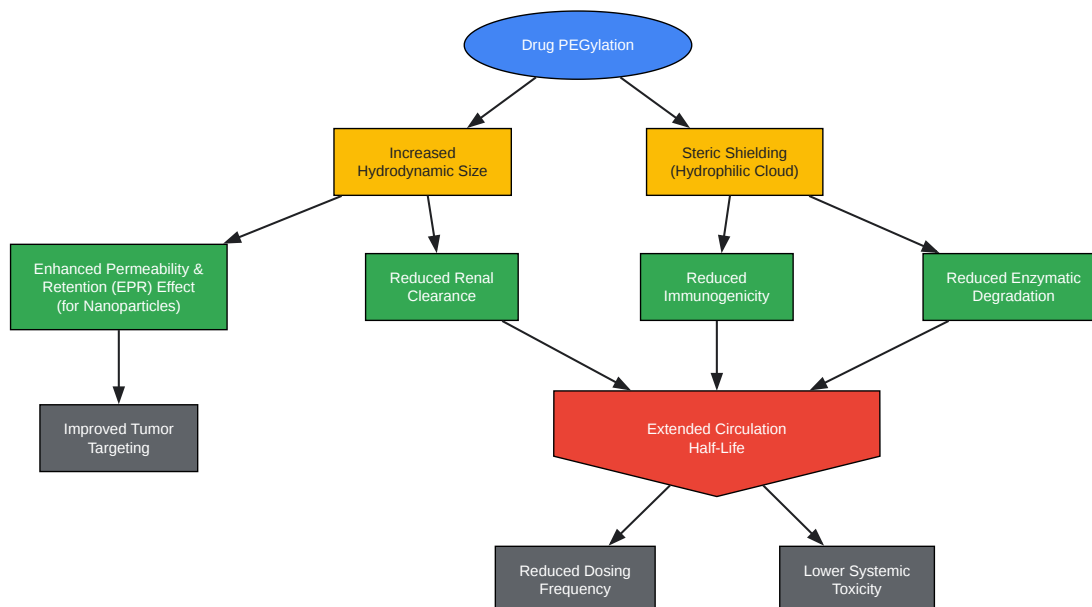 Drug PEGylation
Increased
Hydrodynamic Size
Steric Shielding
(Hydrophilic Cloud)
Enhanced Permeability &
Retention (EPR) Effect
(for Nanoparticles)
Reduced Renal
Clearance
Reduced
Immunogenicity
Reduced Enzymatic
Degradation
Improved Tumor
Targeting
Extended Circulation
Half-Life
Reduced Dosing
Frequency
Lower Systemic
Toxicity